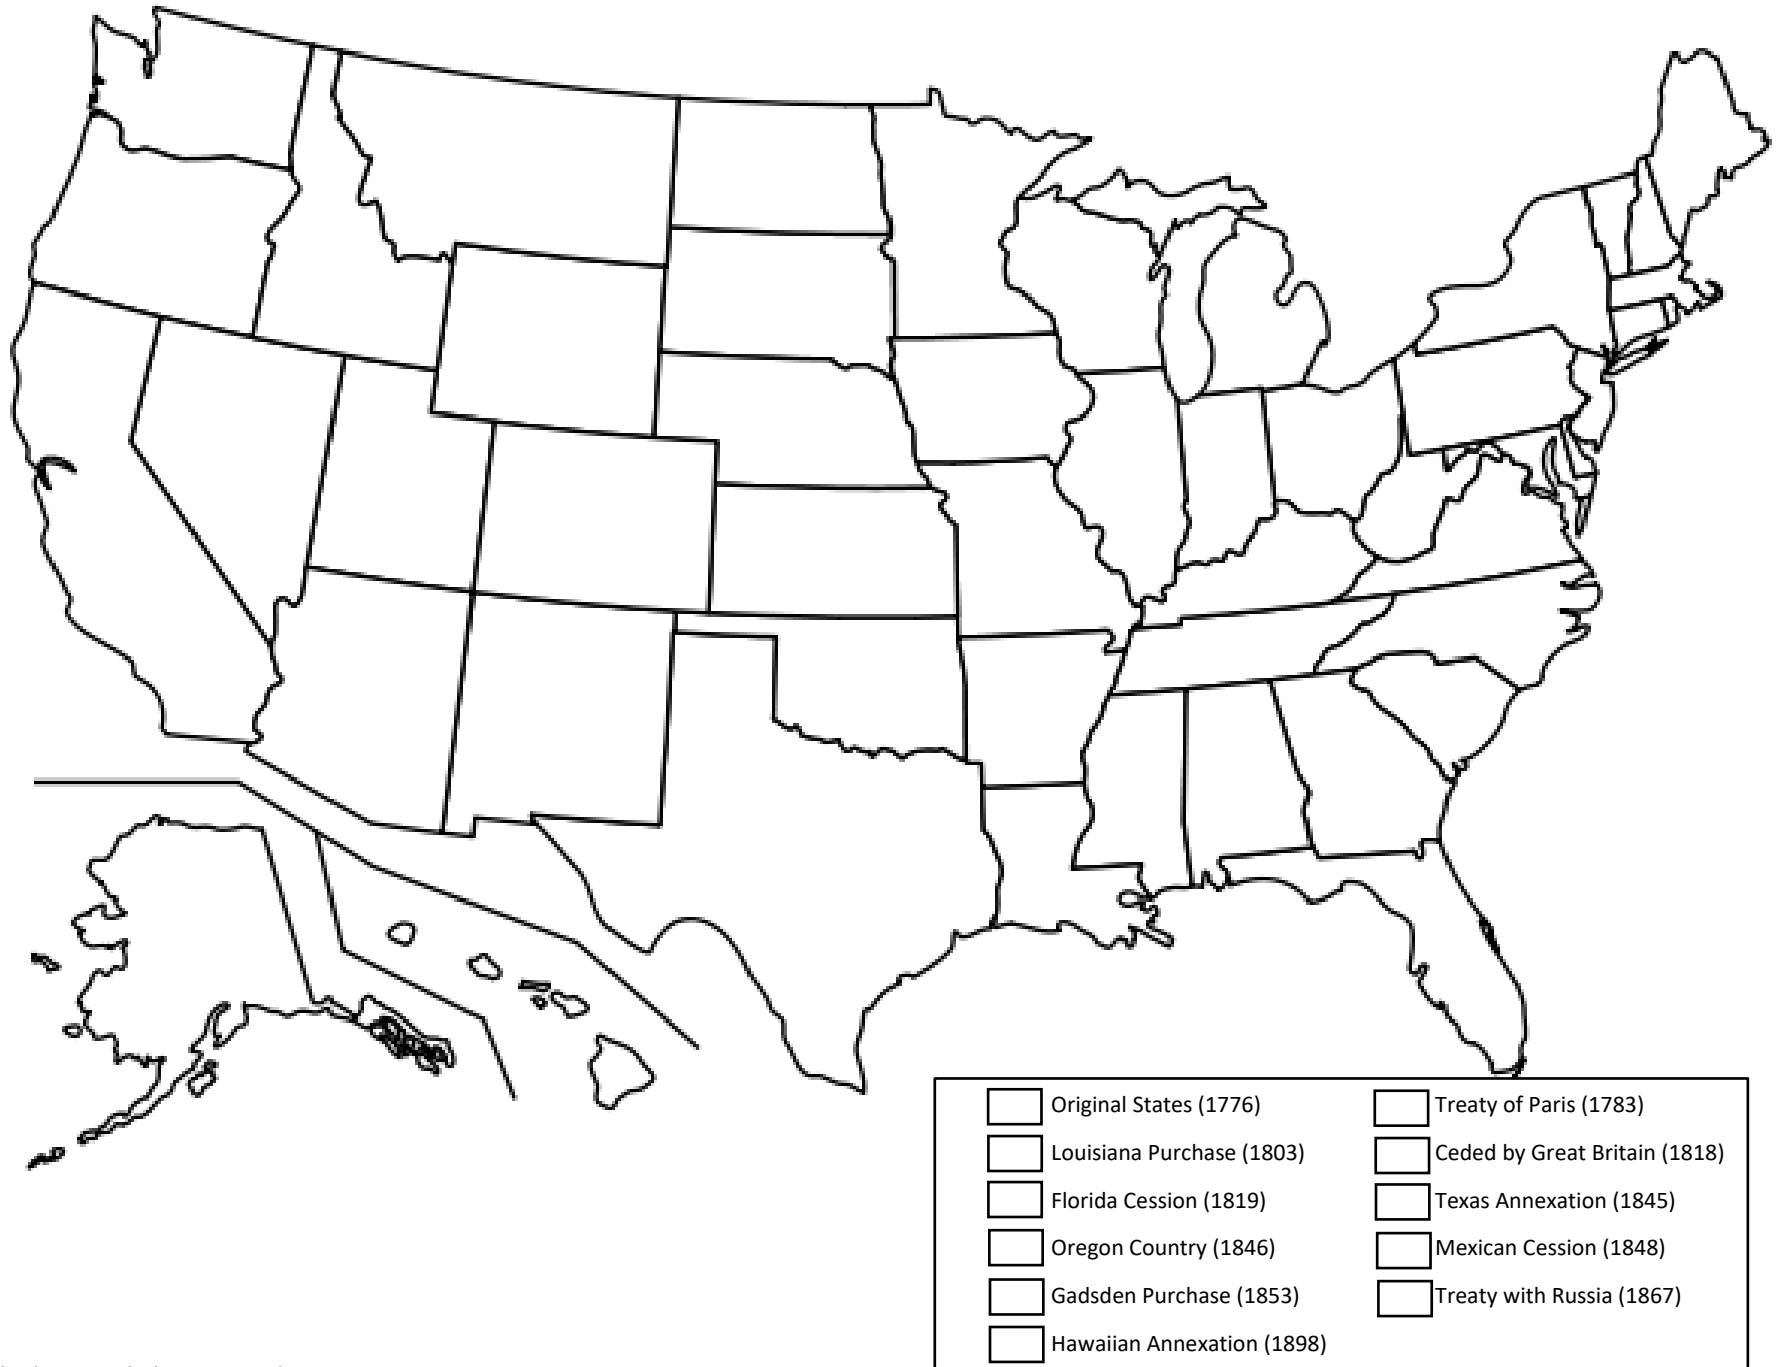 Original States (1776)
Louisiana Purchase (1803)
Florida Cession (1819)
Oregon Country (1846)
Gadsden Purchase (1853)
Hawaiian Annexation (1898)
Treaty of Paris (1783)
Ceded by Great Britain (1818)
Texas Annexation (1845)
Mexican Cession (1848)
Treaty with Russia (1867)